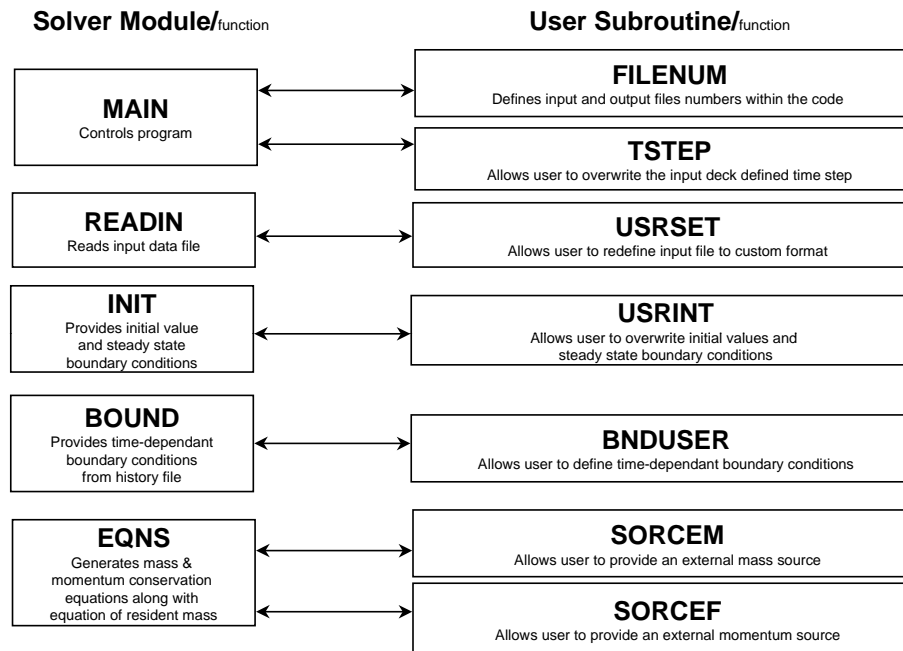 Solver Module/function
User Subroutine/function
MAIN
Controls program
FILENUM
Defines input and output files numbers within the code
TSTEP
Allows user to overwrite the input deck defined time step
READIN
Reads input data file
USRSET
Allows user to redefine input file to custom format
INIT
Provides initial value
and steady state
boundary conditions
USRINT
Allows user to overwrite initial values and
steady state boundary conditions
BOUND
Provides time-dependant
boundary conditions
from history file
BNDUSER
Allows user to define time-dependant boundary conditions
EQNS
Generates mass &
momentum conservation
equations along with
equation of resident mass
SORCEM
Allows user to provide an external mass source
SORCEF
Allows user to provide an external momentum source